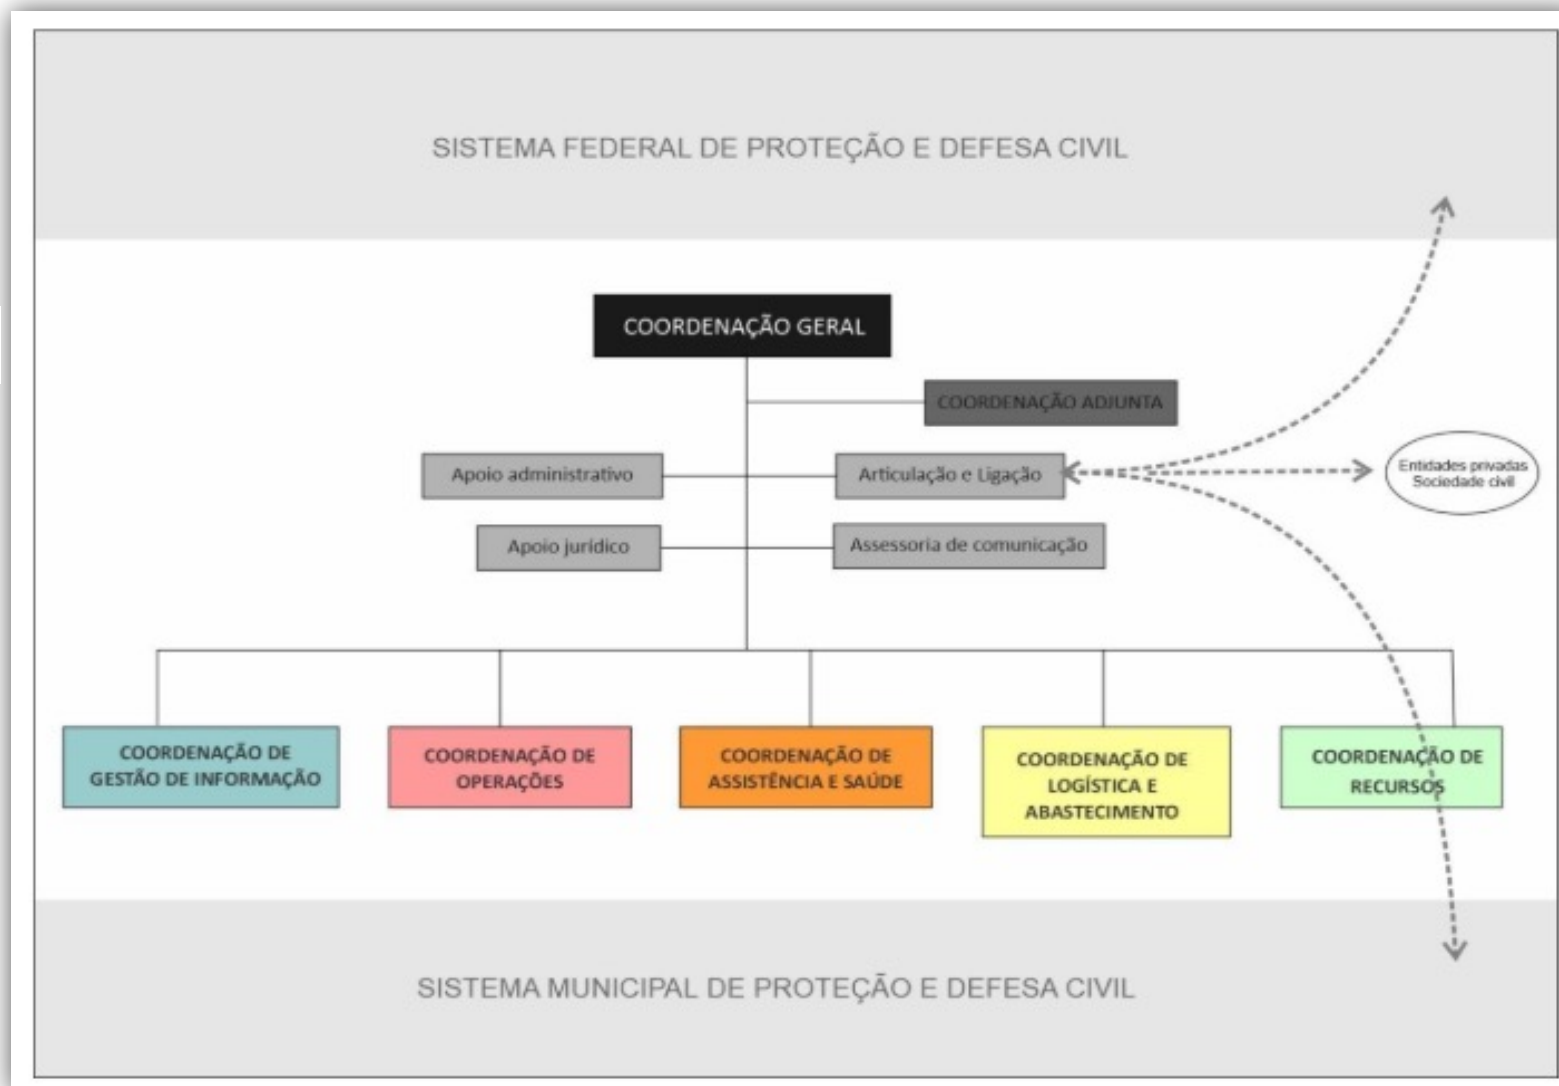 SISTEMA FEDERAL DE PROTEÇÃO E DEFESA CIVIL
COORDENAÇÃO GERAL
COORDENAÇÃO ADJUNTA
Apoio administrativo
Articulação e Ligação
Entidades privadas
Sociedade civil
Apoio jurídico
Assessoria de comunicação
COORDENAÇÃO DE
GESTÃO DE INFORMAÇÃO
COORDENAÇÃO DE
OPERAÇÕES
COORDENAÇÃO DE
ASSISTÊNCIA E SAÚDE
COORDENAÇÃO DE
LOGÍSTICA E
ABASTECIMENTO
COORDENAÇÃO DE
RECURSOS
SISTEMA MUNICIPAL DE PROTEÇÃO E DEFESA CIVIL